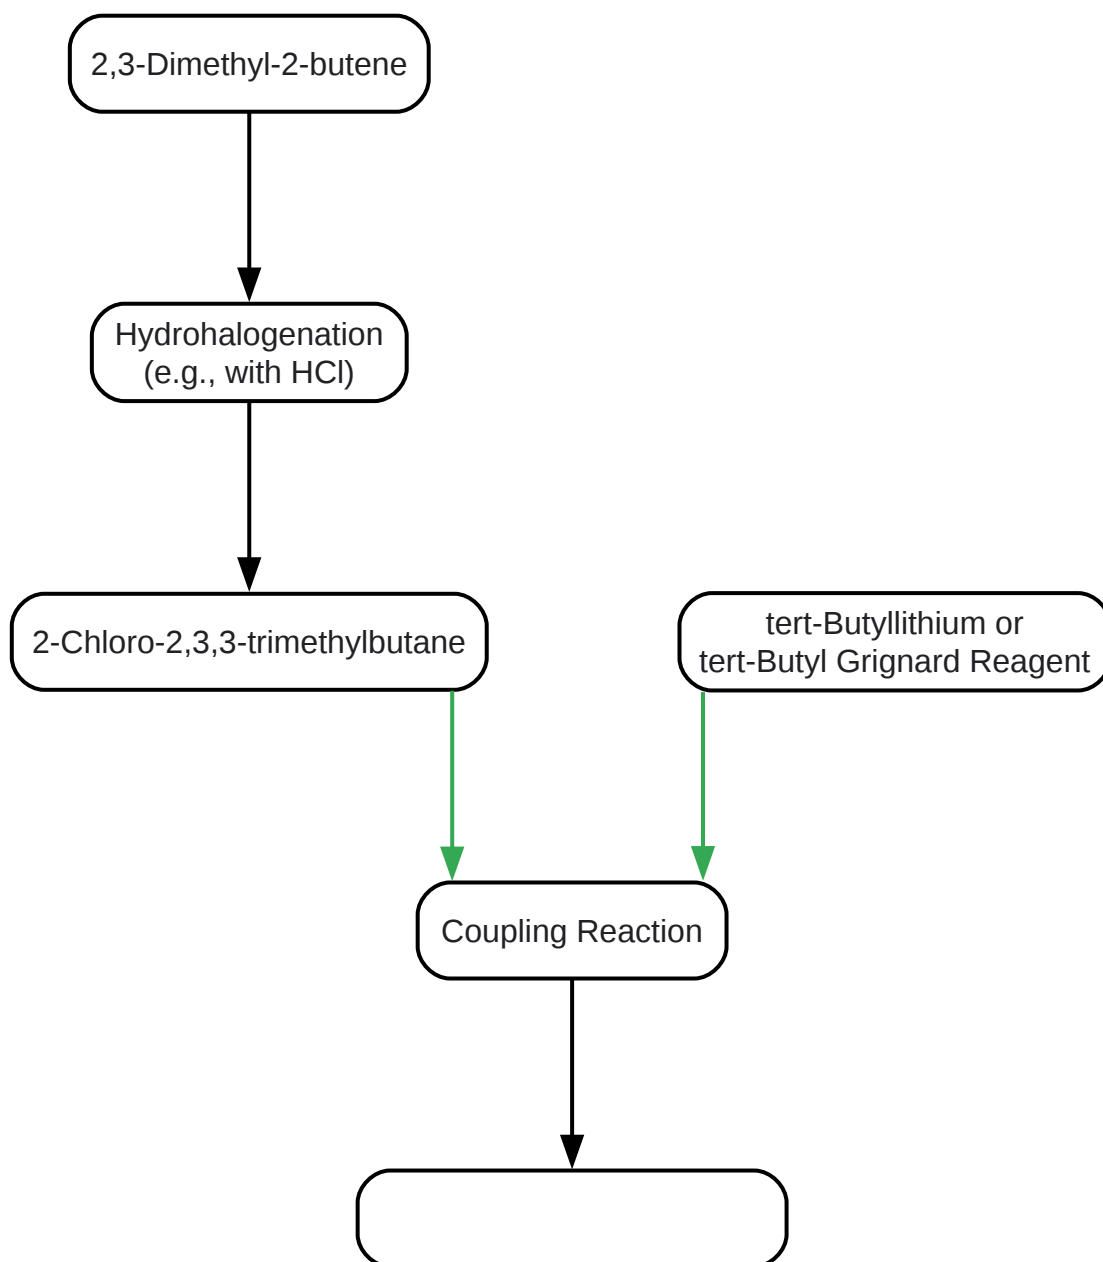 2,3-Dimethyl-2-butene
Hydrohalogenation
(e.g., with HCl)
2-Chloro-2,3,3-trimethylbutane
tert-Butyllithium or
tert-Butyl Grignard Reagent
Coupling Reaction